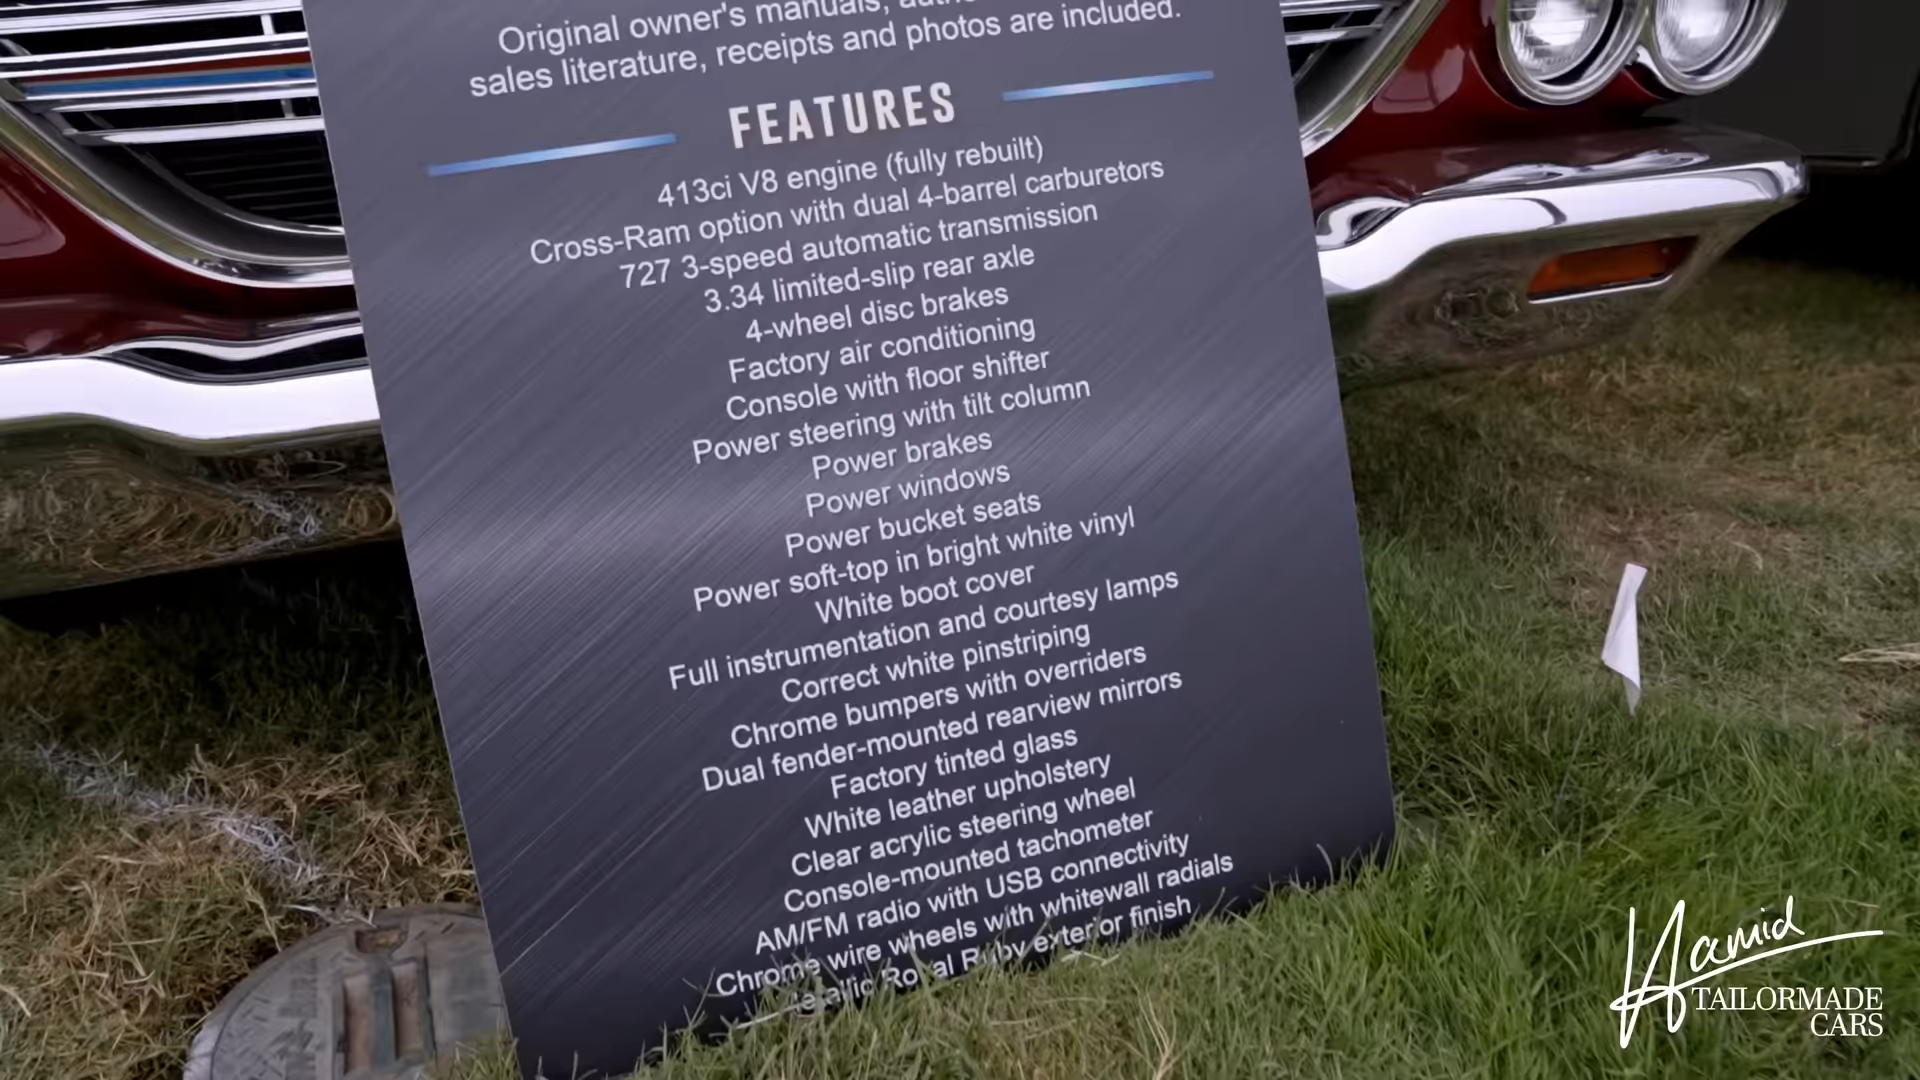 Original owner's manuals,
sales literature, receipts and photos are included.
FEATURES
413ci V8 engine (fully rebuilt)
Cross-Ram option with dual 4-barrel carburetors
727 3-speed automatic transmission
3.34 limited-slip rear axle
4-wheel disc brakes
Factory air conditioning
Console with floor shifter
Power steering with tilt column
Power brakes
Power windows
Power bucket seats
Power soft-top in bright white vinyl
White boot cover
Full instrumentation and courtesy lamps
Correct white pinstriping
Chrome bumpers with overriders
Dual fender-mounted rearview mirrors
Factory tinted glass
White leather upholstery
Clear acrylic steering wheel
Console-mounted tachometer
AM/FM radio with USB connectivity
Chrome wire wheels with whitewall radials
Royal Ruby exterior finish
Hamid
TAILORMADE
CARS